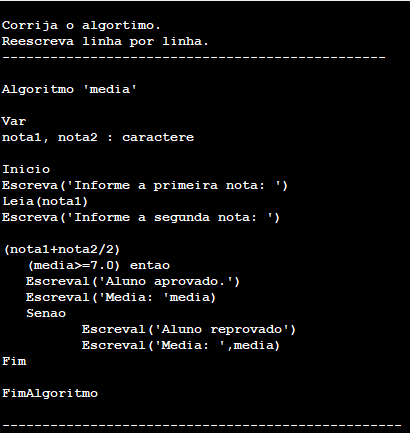 Corrija o algortimo.
Reescreva linha por linha.
------------------------------------------------
Algoritmo 'media'
Var
nota1, nota2 : caractere
Inicio
Escreva('Informe a primeira nota: ')
Leia(nota1)
Escreva('Informe a segunda nota: ')
(nota1+nota2/2)
(media>=7.0) entao
Escreval('Aluno aprovado.')
Escreval('Media: 'media)
Senao
Escreval('Aluno reprovado')
Escreval('Media: ',media)
Fim
FimAlgoritmo
--------------------------------------------------